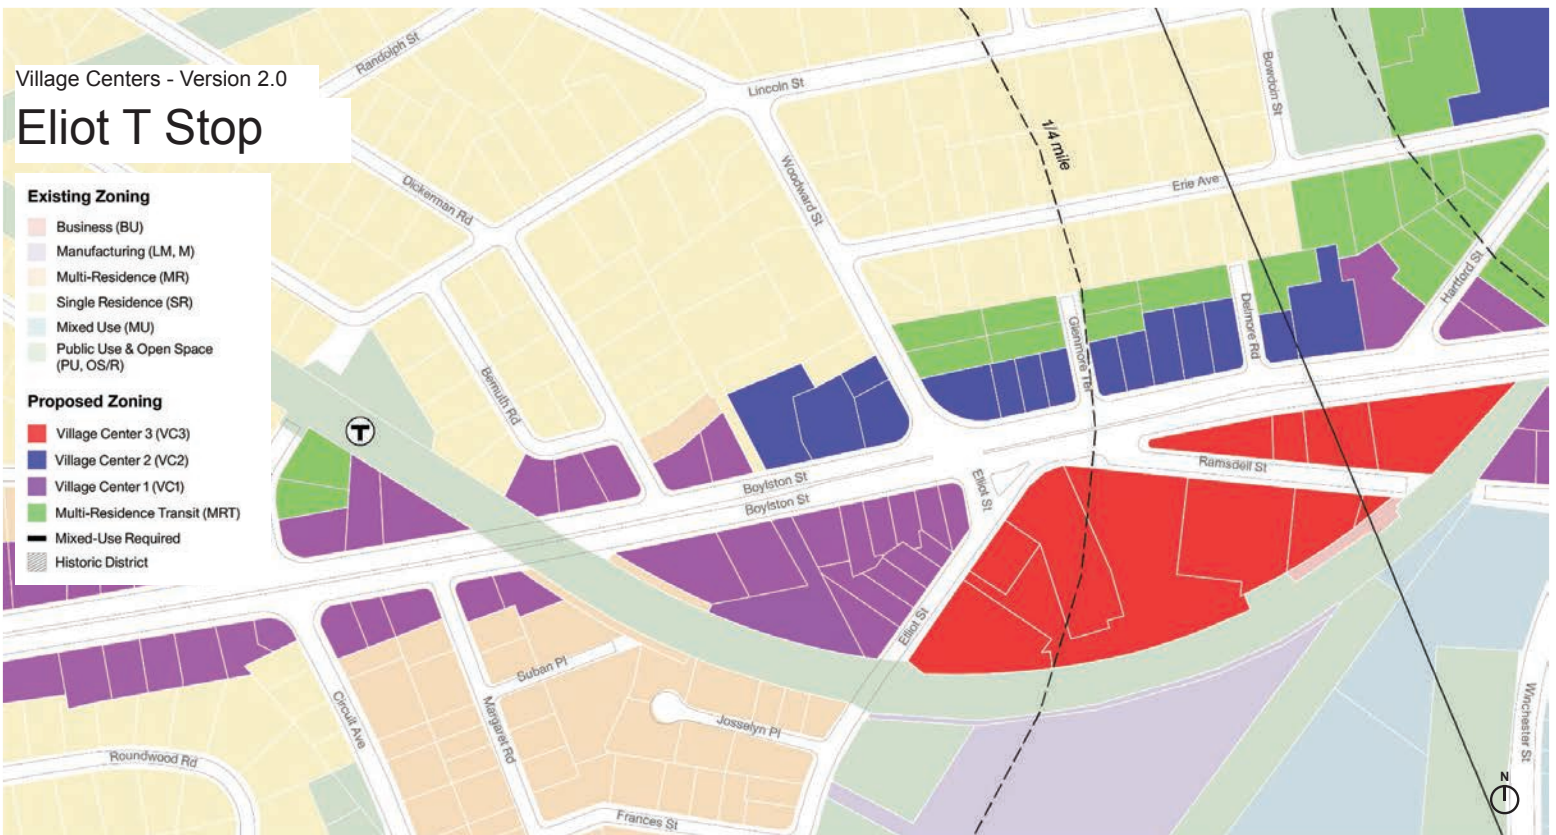 Village Centers - Version 2.0
Eliot T Stop
Existing Zoning
Business (BU)
Manufacturing (LM, M)
Multi-Residence (MR)
Single Residence (SR)
Mixed Use (MU)
Public Use & Open Space
(PU, OS/R)
Proposed Zoning
Village Center 3 (VC3)
Village Center 2 (VC2)
Village Center 1 (VC1)
Multi-Residence Transit (MRT)
Mixed-Use Required
Historic District
Randolph St
Lincoln St
Bowdoin St
1/4 mile
Woodward St
Dickerman Rd
Erie Ave
Hartford St
Delmore Rd
Glenmore Ter
Bernuth Rd
T
Boylston St
Boylston St
Elliot St
Ramsdell St
Elliot St
Suban Pl
Circuit Ave
Margaret Rd
Josselyn Pl
Winchester St
Roundwood Rd
Frances St
N